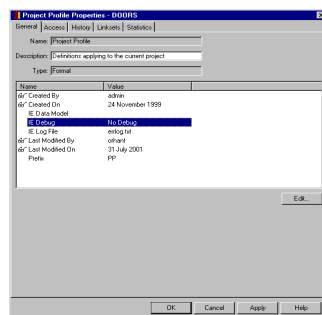 Project Profile Properties - DOORS
General Access History Linksets Statistics
Name: Project Profile
Description: Definitions applying to the current project
Type: Formal
Name Value
Created By admin
Created On 24 November 1999
IE Data Model
IE Debug No Debug
IE Log File errlog.txt
Last Modified By orhant
Last Modified On 31 July 2001
Prefix PP
Edit...
OK Cancel Apply Help